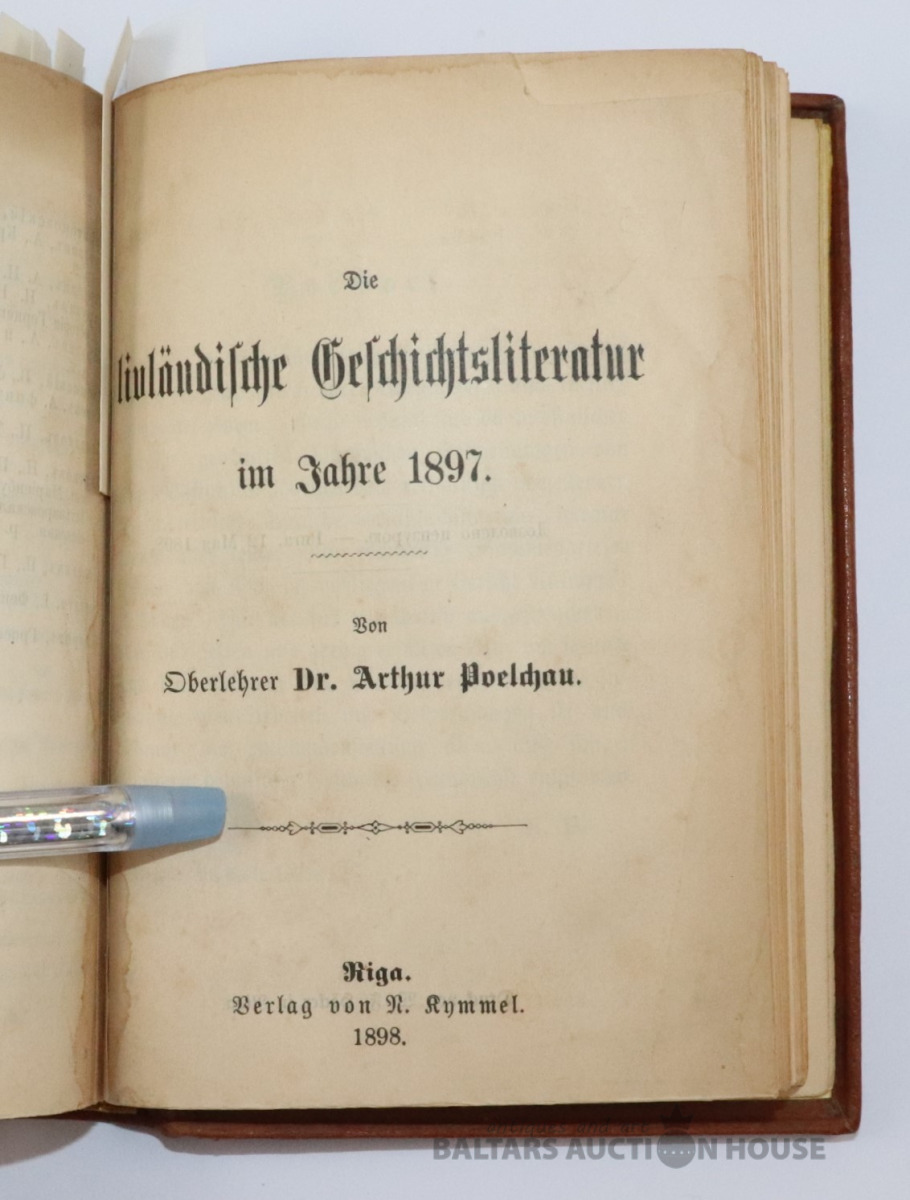 Die
livländische Geschichtsliteratur
im Jahre 1897.
Von
Oberlehrer Dr. Arthur Poelchau.
Riga.
Verlag von N. Kymmel.
1898.
BALTARS AUCTION HOUSE